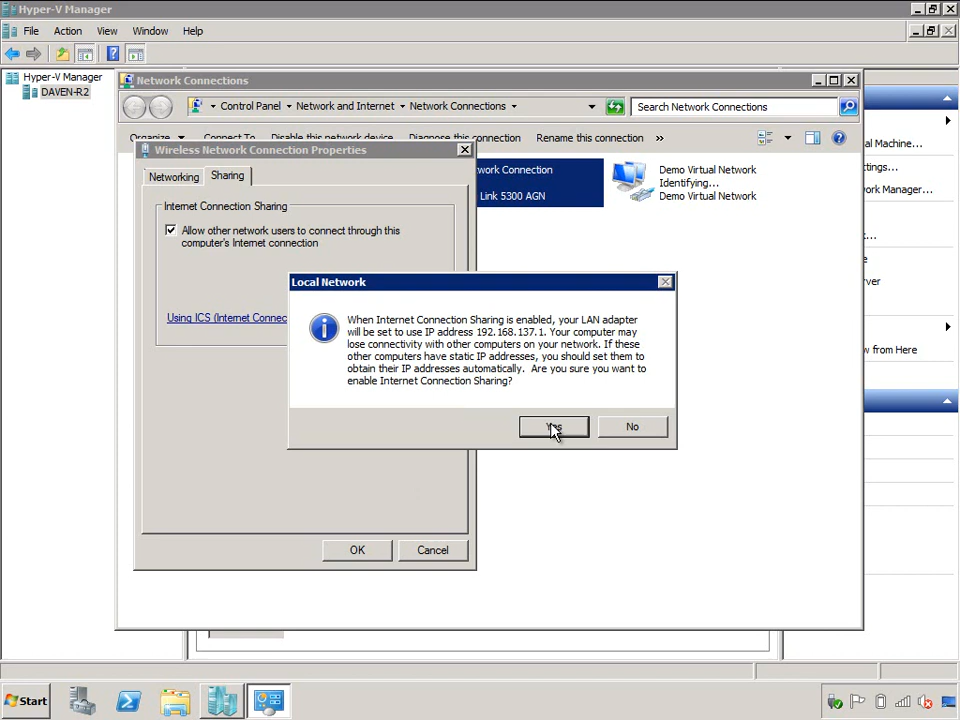 Hyper-V Manager
File Action View Window Help
Hyper-V Manager
DAVEN-R2
Network Connections
Control Panel Network and Internet Network Connections
Search Network Connections
Organize Connect To Disable this network device Diagnose this connection Rename this connection »
Wireless Network Connection Properties
Networking Sharing
work Connection
Link 5300 AGN
Demo Virtual Network
Identifying...
Demo Virtual Network
Internet Connection Sharing
Allow other network users to connect through this
computer's Internet connection
Using ICS (Internet Connec
Local Network
When Internet Connection Sharing is enabled, your LAN adapter
will be set to use IP address 192.168.137.1. Your computer may
lose connectivity with other computers on your network. If these
other computers have static IP addresses, you should set them to
obtain their IP addresses automatically. Are you sure you want to
enable Internet Connection Sharing?
Yes No
OK Cancel
al Machine...
tings...
ork Manager...
...
e
rver
w from Here
Start